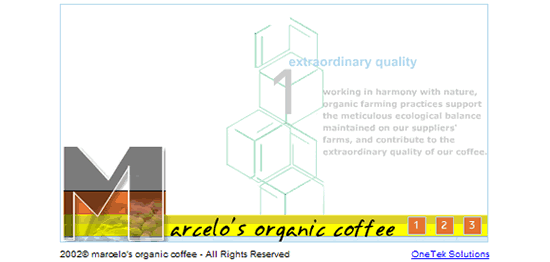 extraordinary quality
1
working in harmony with nature,
organic farming practices support
the meticulous ecological balance
maintained on our suppliers'
farms, and contribute to the
extraordinary quality of our coffee.
Marcelo's organic coffee 1 2 3
2002© marcelo's organic coffee - All Rights Reserved OneTek Solutions